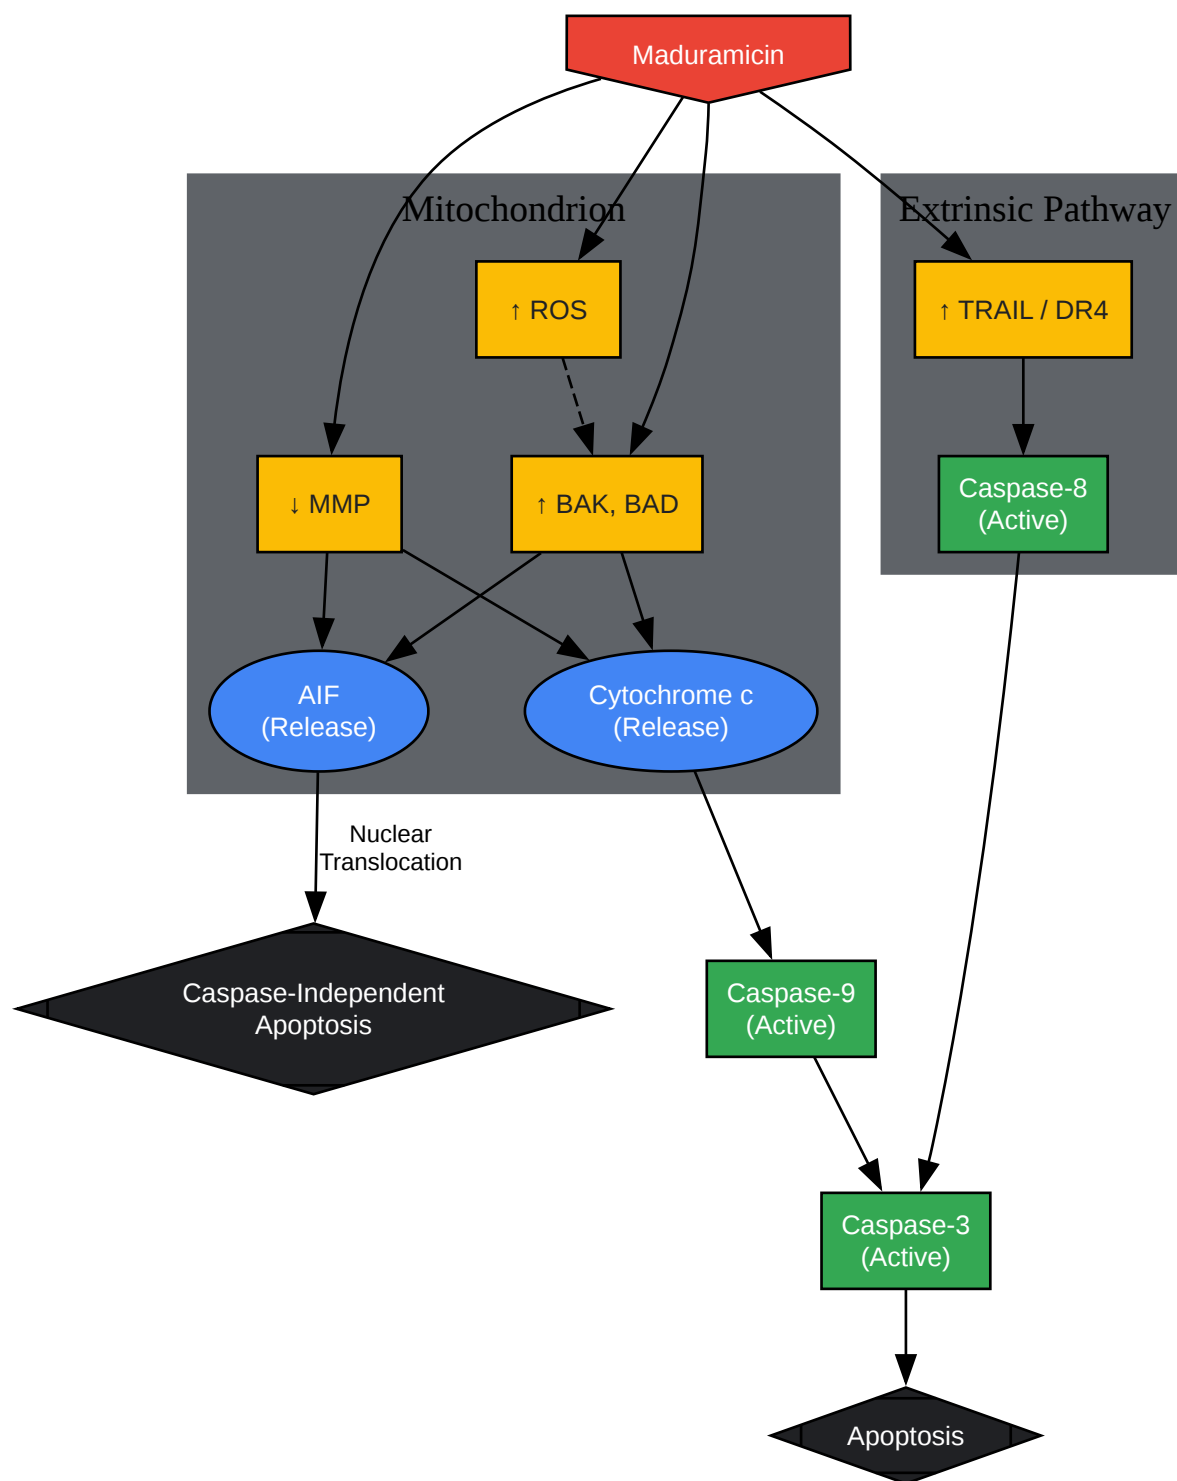 Maduramicin
Mitochondrion
Extrinsic Pathway
↑ ROS
↑ TRAIL / DR4
↓ MMP
↑ BAK, BAD
Caspase-8
(Active)
AIF
(Release)
Cytochrome c
(Release)
Nuclear
Translocation
Caspase-Independent
Apoptosis
Caspase-9
(Active)
Caspase-3
(Active)
Apoptosis